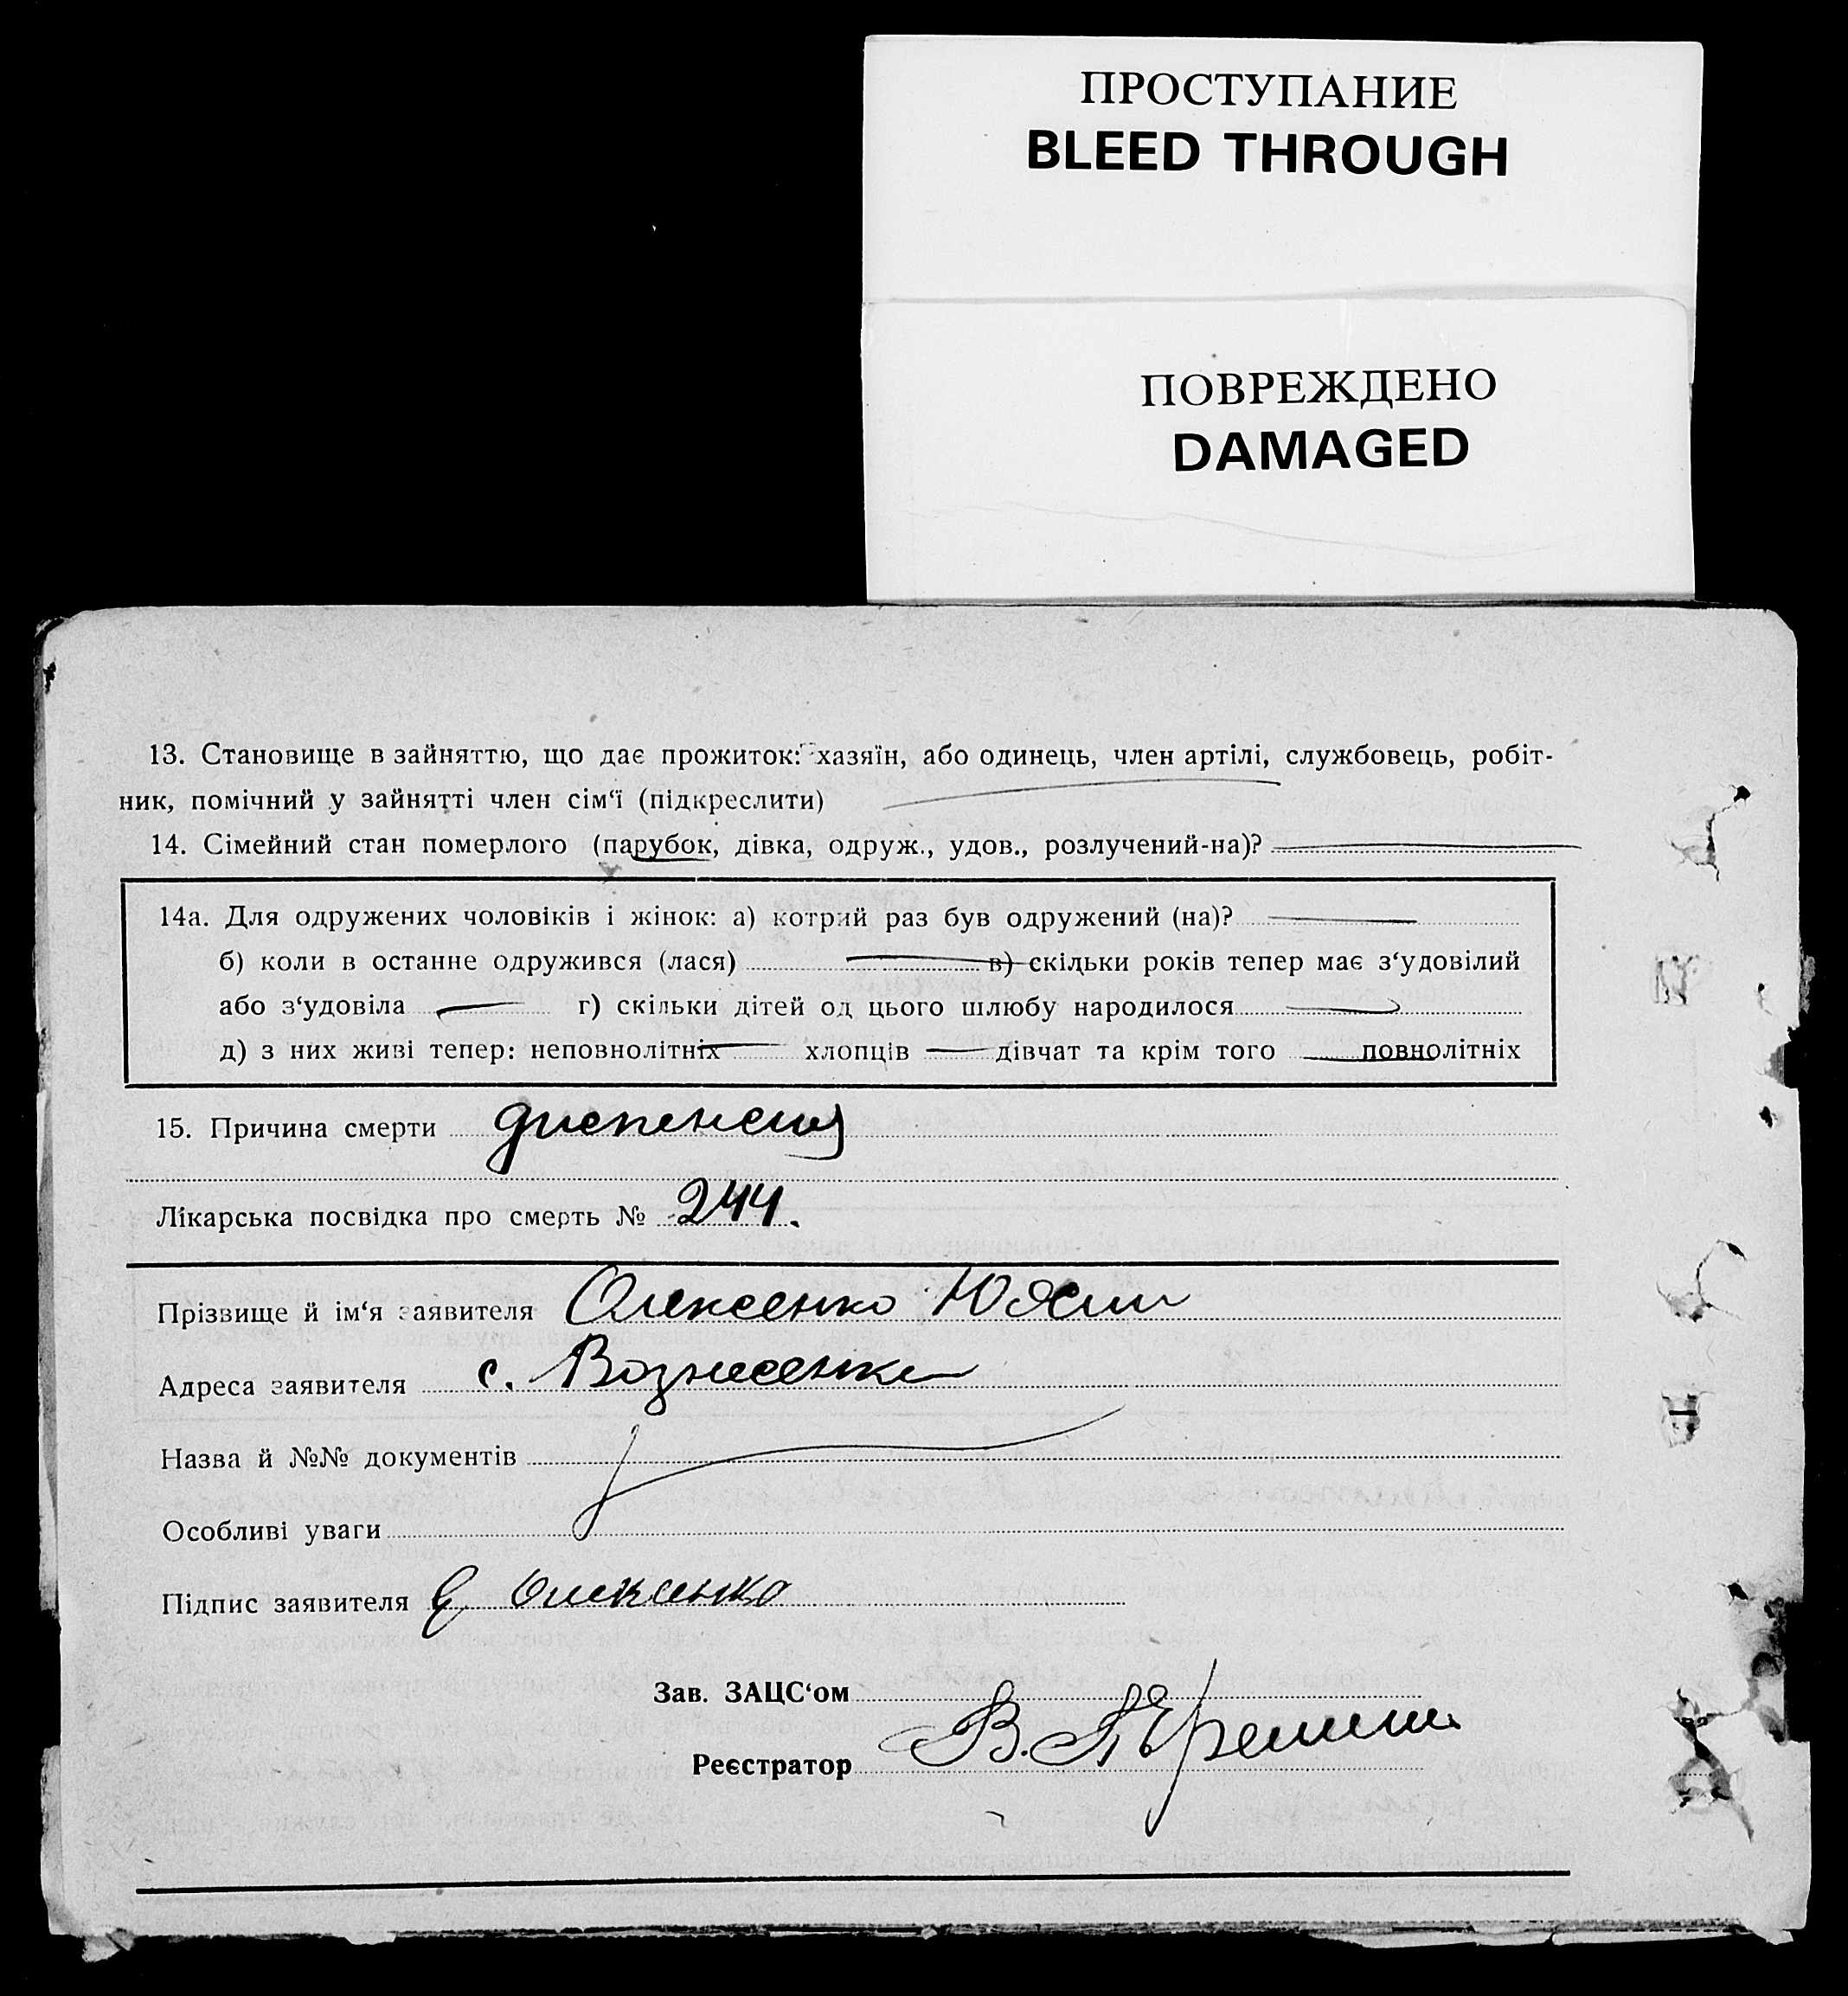 ПРОСТУПАНИЕ
BLEED THROUGH
ПОВРЕЖДЕНО
DAMAGED
13. Становище в зайняттю, що дає прожиток: хазяїн, або одинець, член артілі, службовець, робіт-
ник, помічний у зайнятті член сім‘ї (підкреслити)
14. Сімейний стан померлого (парубок, дівка, одруж., удов., розлучений-на)?
14а. Для одружених чоловіків і жінок: а) котрий раз був одружений (на)?
б) коли в останнє одружився (лася) в) скільки років тепер має з‘удовілий
або з‘удовіла г) скільки дітей од цього шлюбу народилося
д) з них живі тепер: неповнолітніх хлопців дівчат та крім того повнолітніх
15. Причина смерти диспенсия
Лікарська посвідка про смерть № 244.
Прізвище й ім‘я заявителя Олексенко
Адреса заявителя с. Вознесенка
Назва й №№ документів
Особливі уваги
Підпис заявителя Олексенко
Зав. ЗАЦС‘ом
Реєстратор В.